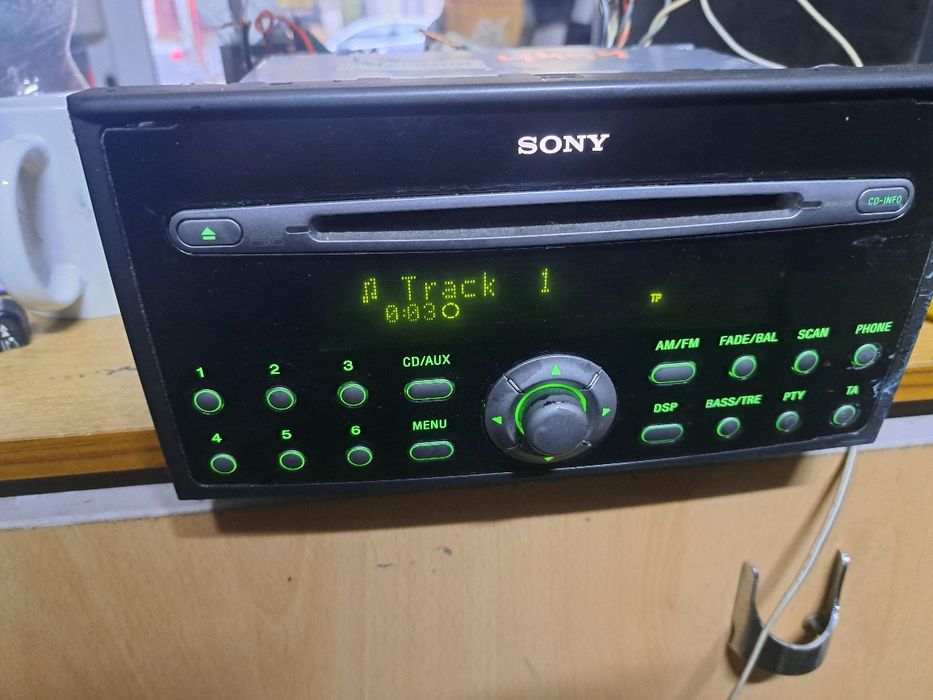 SONY
CD-INFO
Track 1
0:03
TP
AM/FM FADE/BAL SCAN PHONE
1 2 3 CD/AUX
DSP BASS/TRE PTY TA
4 5 6 MENU